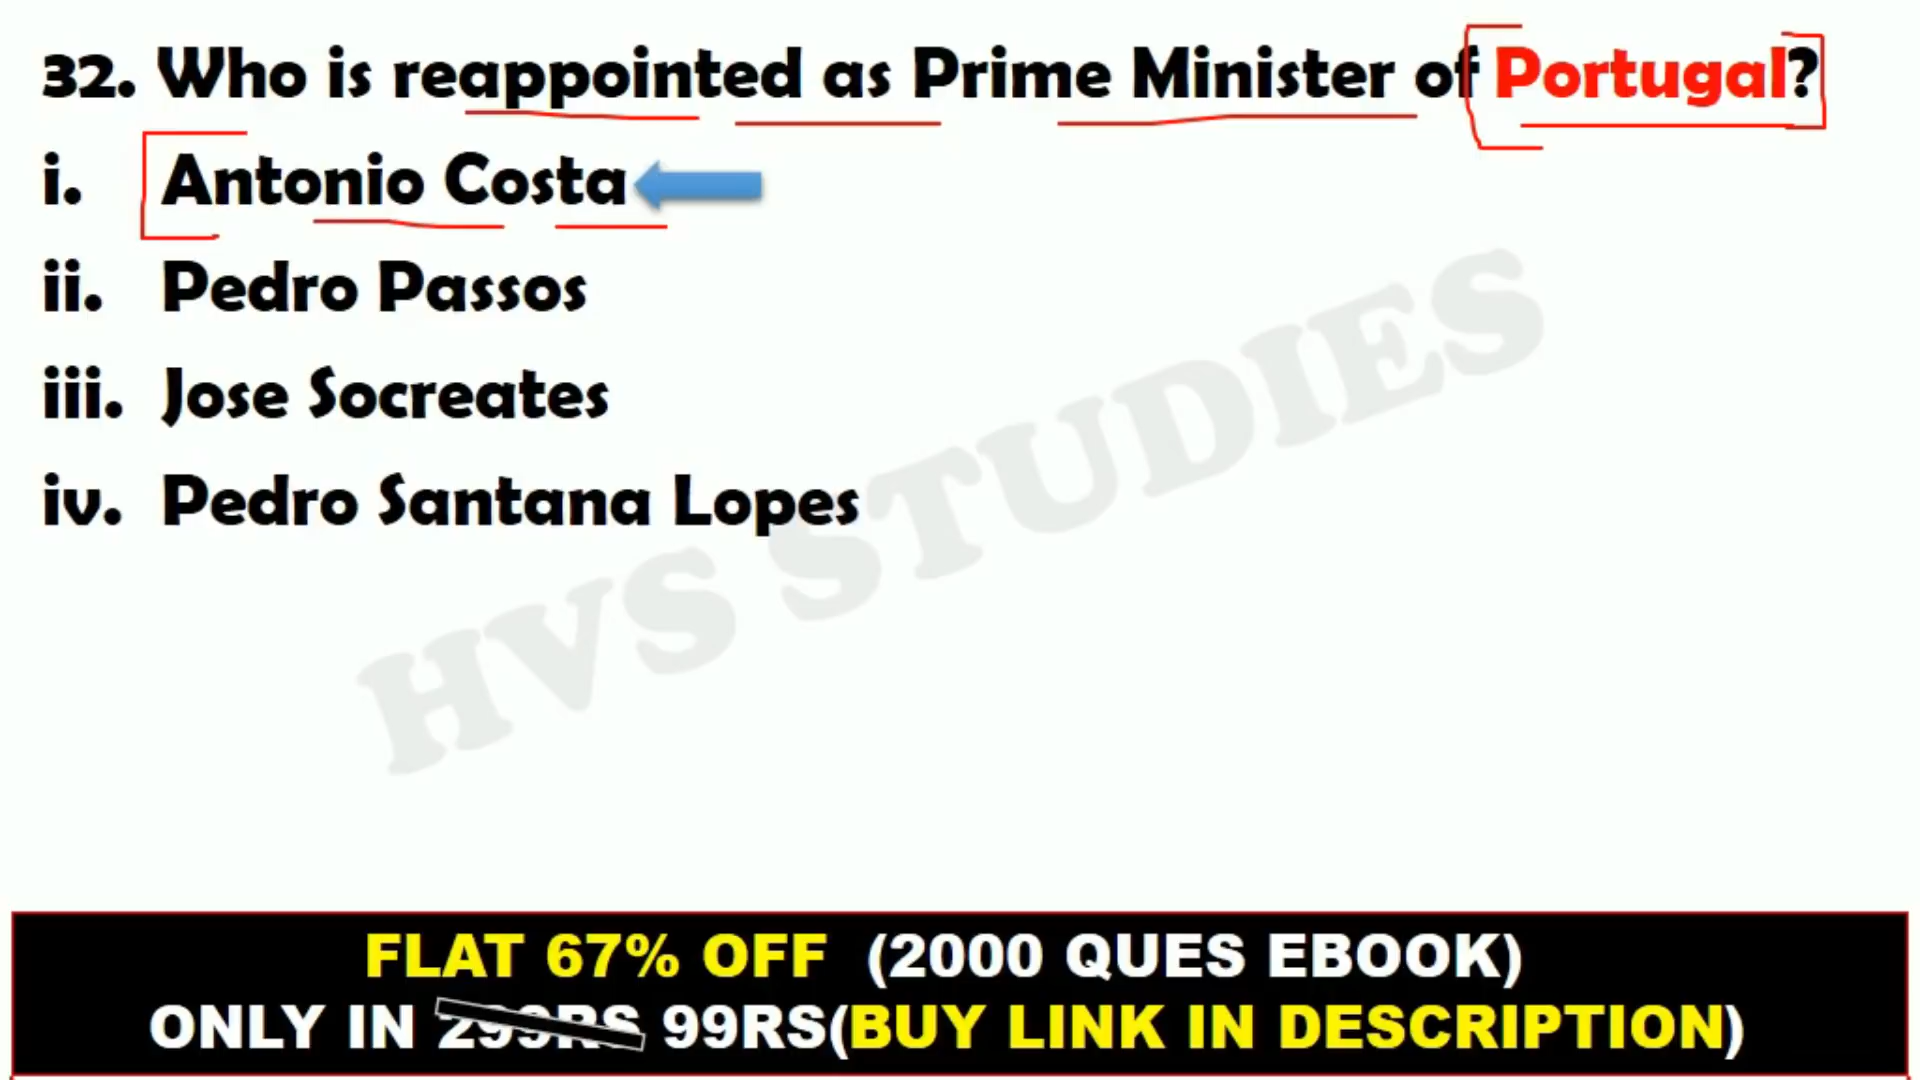 32. Who is reappointed as Prime Minister of Portugal?
i. Antonio Costa
ii. Pedro Passos
iii. Jose Socreates
iv. Pedro Santana Lopes
HVS STUDIES
FLAT 67% OFF (2000 QUES EBOOK)
ONLY IN 299RS 99RS(BUY LINK IN DESCRIPTION)